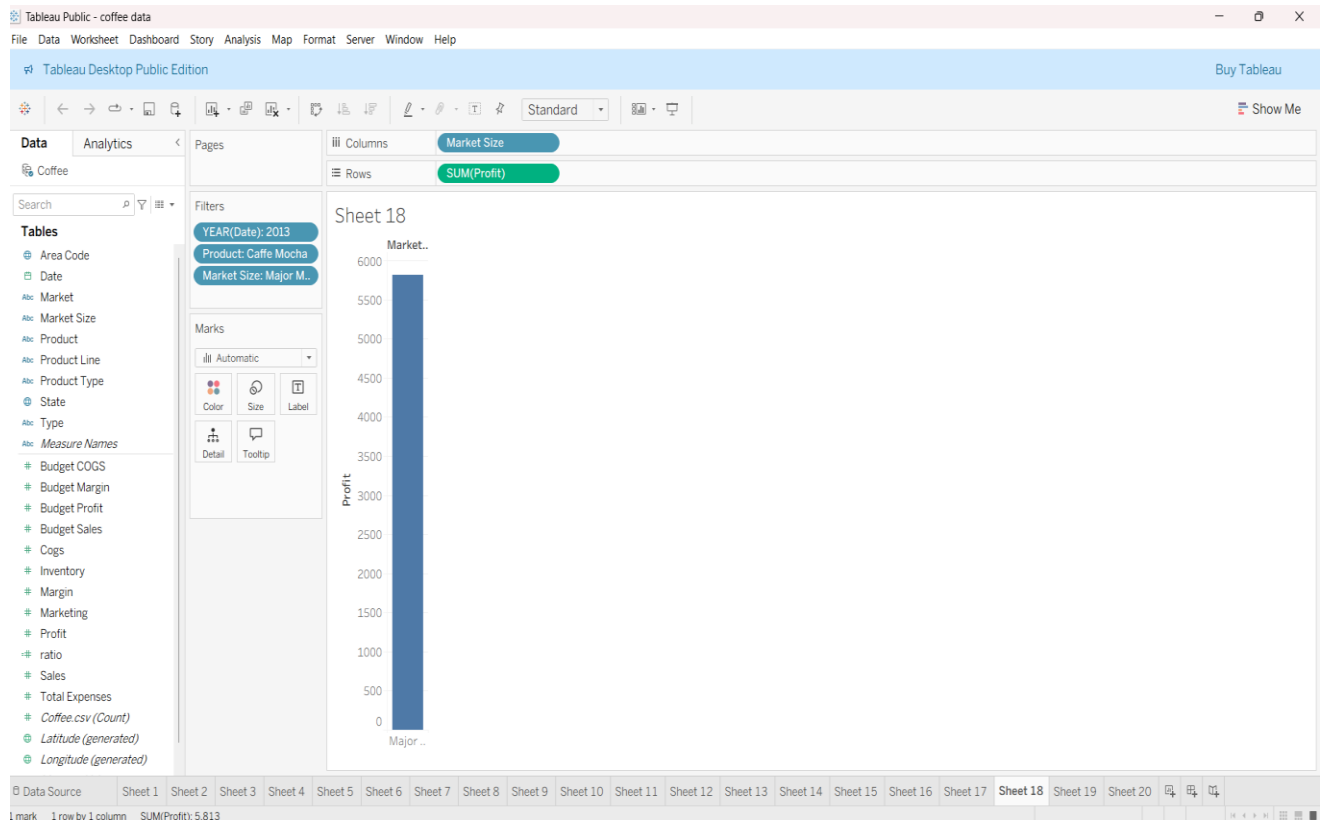 Tableau Public - coffee data
File Data Worksheet Dashboard Story Analysis Map Format Server Window Help
Tableau Desktop Public Edition
Buy Tableau
Standard
Show Me
Data Analytics
Coffee
Search
Tables
Area Code
Date
Abc Market
Abc Market Size
Abc Product
Abc Product Line
Abc Product Type
State
Abc Type
Abc Measure Names
# Budget COGS
# Budget Margin
# Budget Profit
# Budget Sales
# Cogs
# Inventory
# Margin
# Marketing
# Profit
=# ratio
# Sales
# Total Expenses
# Coffee.csv (Count)
Latitude (generated)
Longitude (generated)
Pages
Filters
YEAR(Date): 2013
Product: Caffe Mocha
Market Size: Major M..
Marks
Automatic
Color Size Label
T
Detail Tooltip
Columns Market Size
Rows SUM(Profit)
Sheet 18
Market..
6000
5500
5000
4500
4000
3500
3000
2500
2000
1500
1000
500
0
Profit
Major ..
Data Source Sheet 1 Sheet 2 Sheet 3 Sheet 4 Sheet 5 Sheet 6 Sheet 7 Sheet 8 Sheet 9 Sheet 10 Sheet 11 Sheet 12 Sheet 13 Sheet 14 Sheet 15 Sheet 16 Sheet 17 Sheet 18 Sheet 19 Sheet 20
1 mark 1 row by 1 column SUM(Profit): 5,813